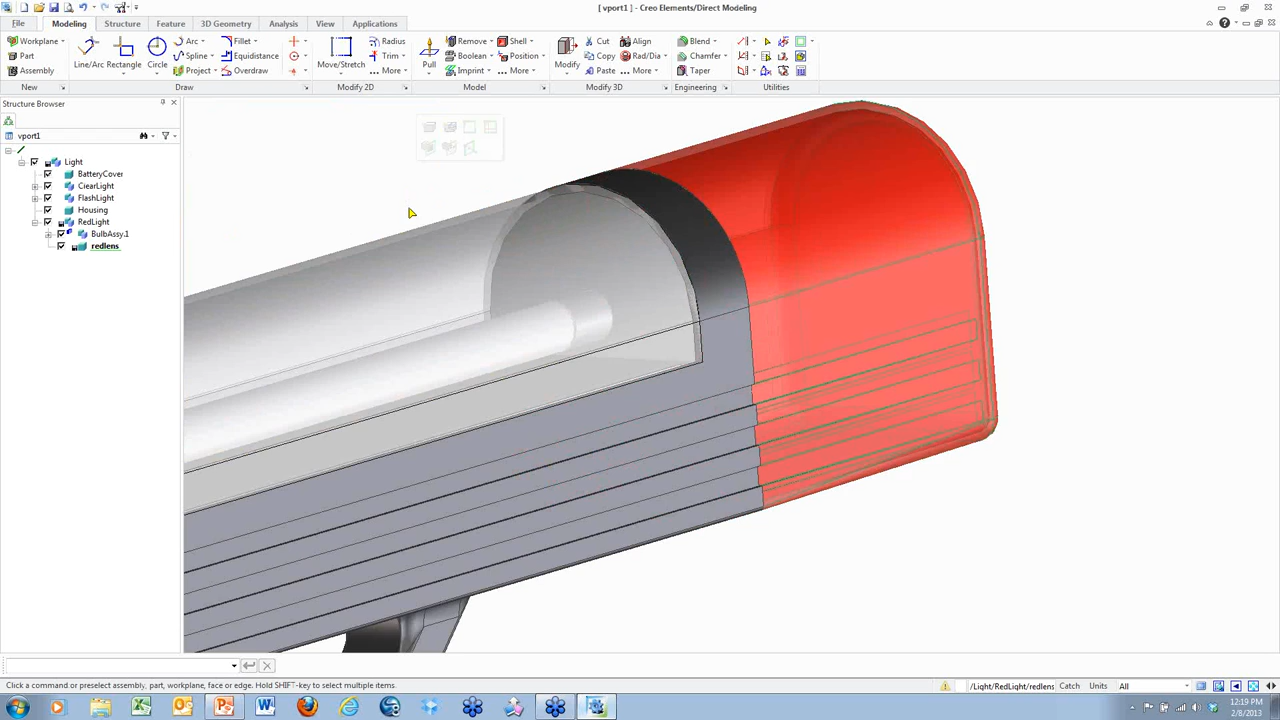 [ vport1 ] - Creo Elements/Direct Modeling
File Modeling Structure Feature 3D Geometry Analysis View Applications
Workplane Arc Fillet Radius Remove Shell Cut Align Blend
Part Line/Arc Rectangle Circle Spline Equidistance Move/Stretch Trim Pull Boolean Position Modify Copy Rad/Dia Chamfer
Assembly Project Overdraw More Imprint More Paste More Taper
New Draw Modify 2D Model Modify 3D Engineering Utilities
Structure Browser
vport1
Light
BatteryCover
ClearLight
FlashLight
Housing
RedLight
BulbAssy.1
redlens
Click a command or preselect assembly, part, workplane, face or edge. Hold SHIFT-key to select multiple items.
/Light/RedLight/redlens Catch Units All
12:19 PM
2/8/2013